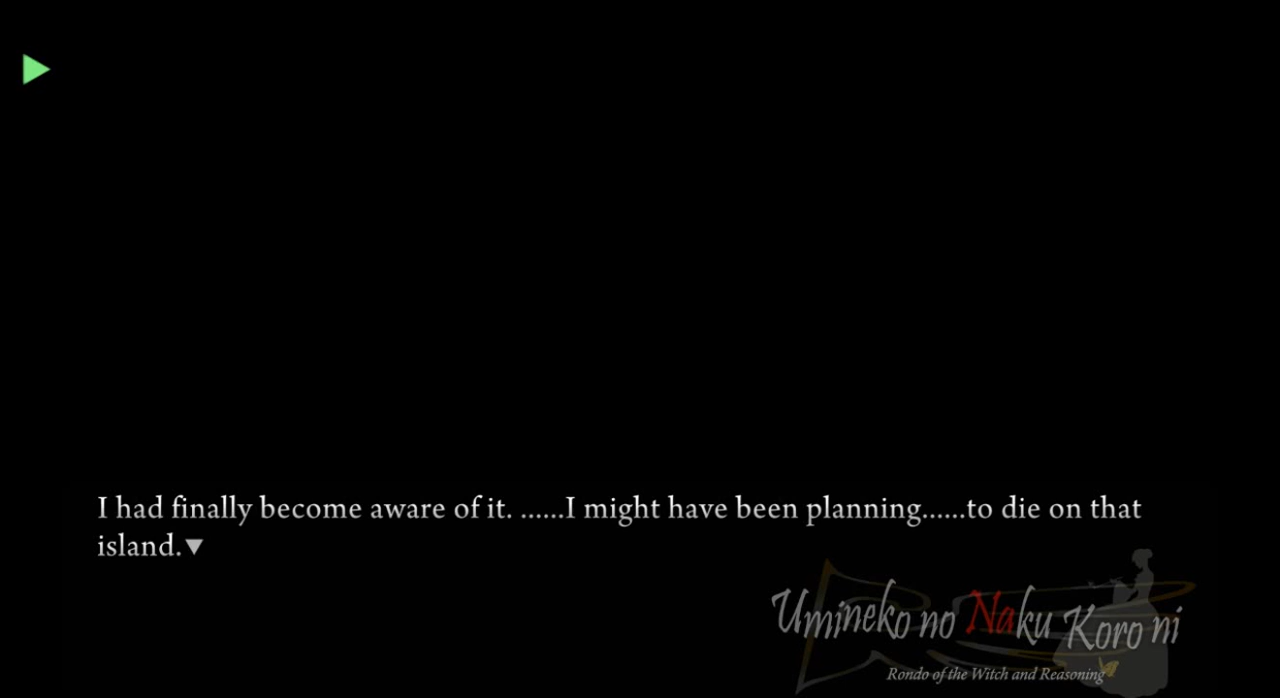 I had finally become aware of it. ......I might have been planning......to die on that
island.▼
Umineko no Naku Koro ni
Rondo of the Witch and Reasoning